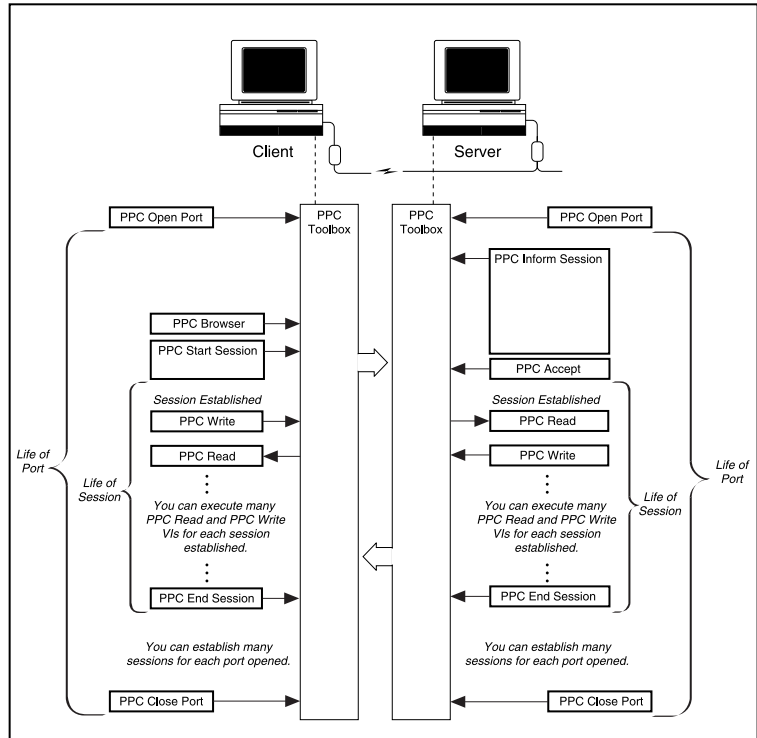 Client
Server
PPC Open Port
PPC
Toolbox
PPC
Toolbox
PPC Open Port
PPC Inform Session
PPC Browser
PPC Start Session
PPC Accept
Session Established
Session Established
PPC Write
PPC Read
PPC Read
PPC Write
Life of
Port
Life of
Session
You can execute many
PPC Read and PPC Write
VIs for each session
established.
You can execute many
PPC Read and PPC Write
VIs for each session
established.
Life of
Session
Life of
Port
PPC End Session
PPC End Session
You can establish many
sessions for each port opened.
You can establish many
sessions for each port opened.
PPC Close Port
PPC Close Port